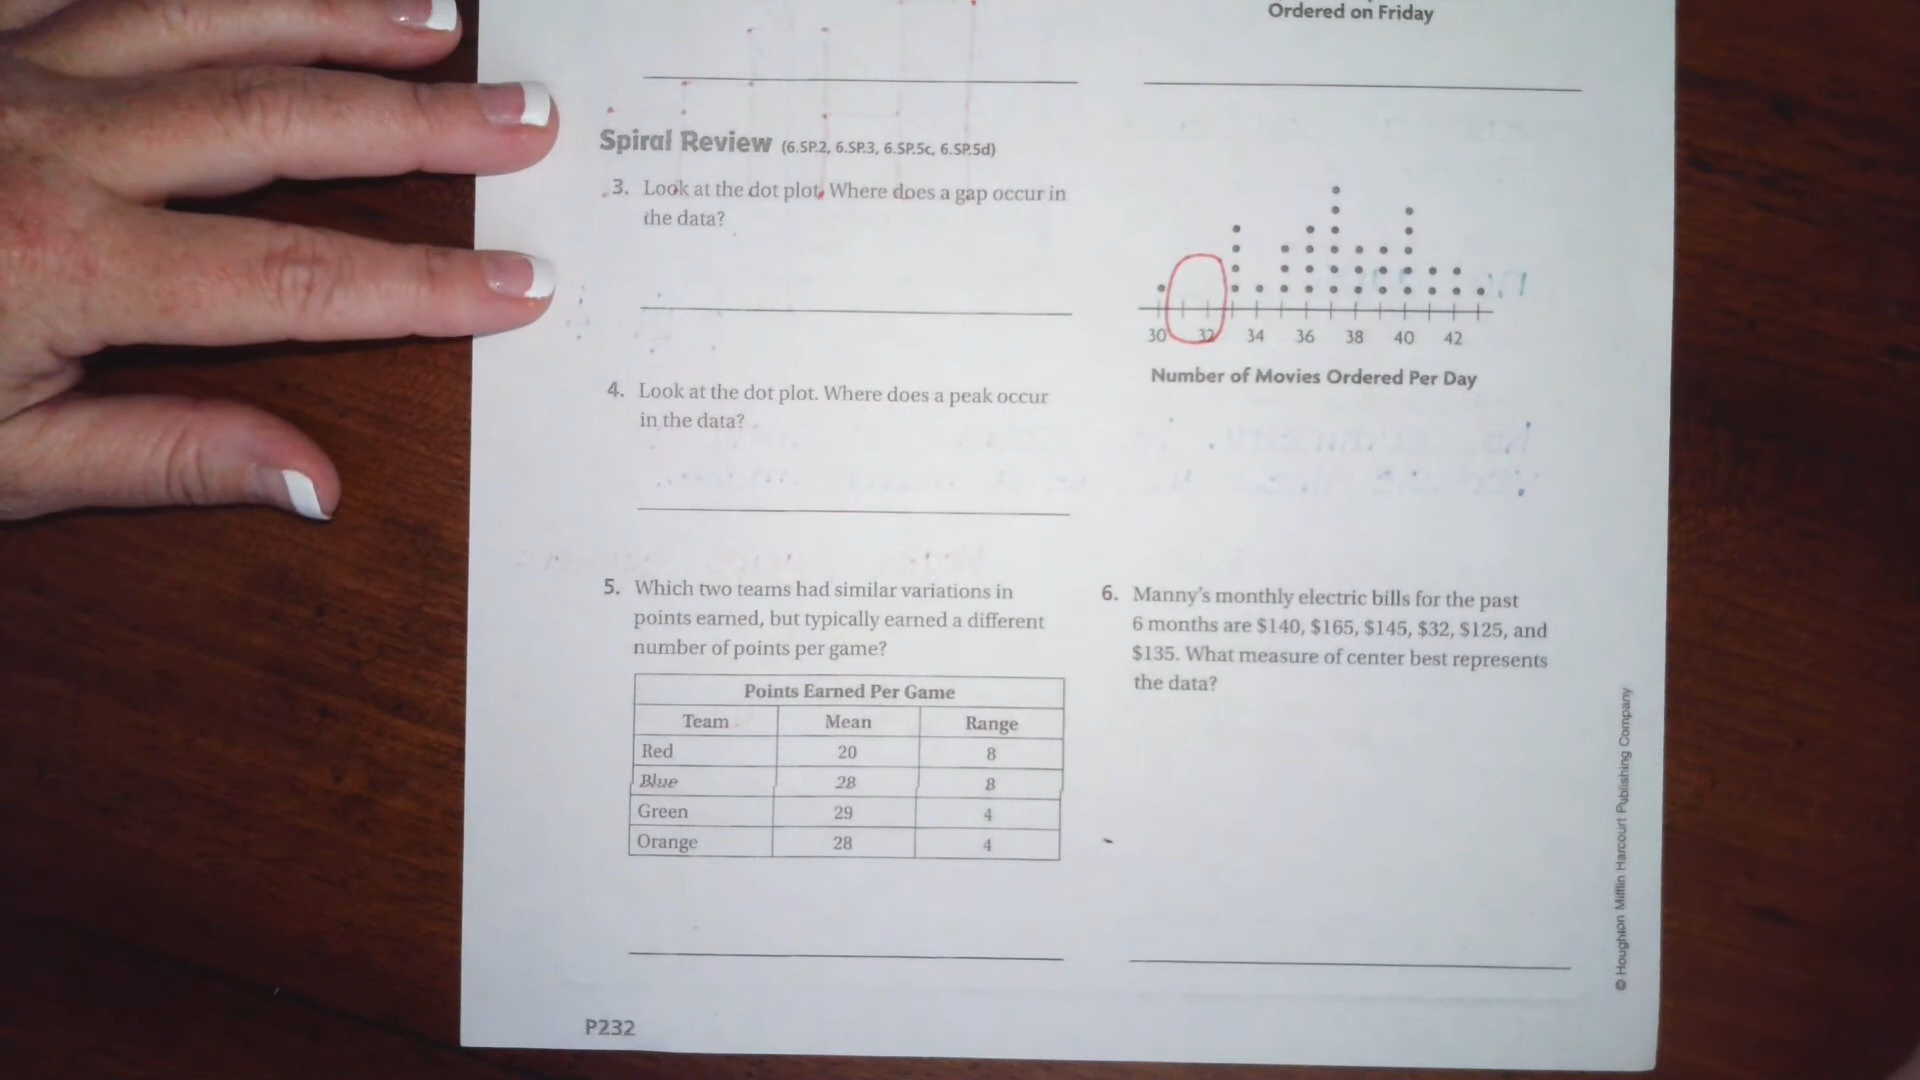 Ordered on Friday
Spiral Review (6.SP.2, 6.SP.3, 6.SP.5c, 6.SP.5d)
3. Look at the dot plot. Where does a gap occur in
the data?
30 32 34 36 38 40 42
Number of Movies Ordered Per Day
4. Look at the dot plot. Where does a peak occur
in the data?
5. Which two teams had similar variations in
points earned, but typically earned a different
number of points per game?
Points Earned Per Game
Team Mean Range
Red 20 8
Blue 28 8
Green 29 4
Orange 28 4
6. Manny's monthly electric bills for the past
6 months are $140, $165, $145, $32, $125, and
$135. What measure of center best represents
the data?
© Houghton Mifflin Harcourt Publishing Company
P232